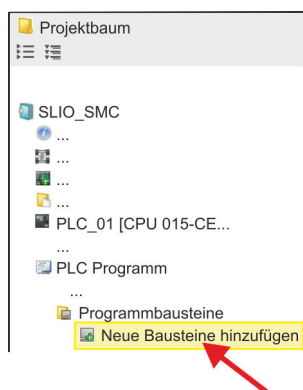 Projektbaum
SLIO_SMC
...
...
...
...
PLC_01 [CPU 015-CE...
...
PLC Programm
...
Programmbausteine
Neue Bausteine hinzufügen